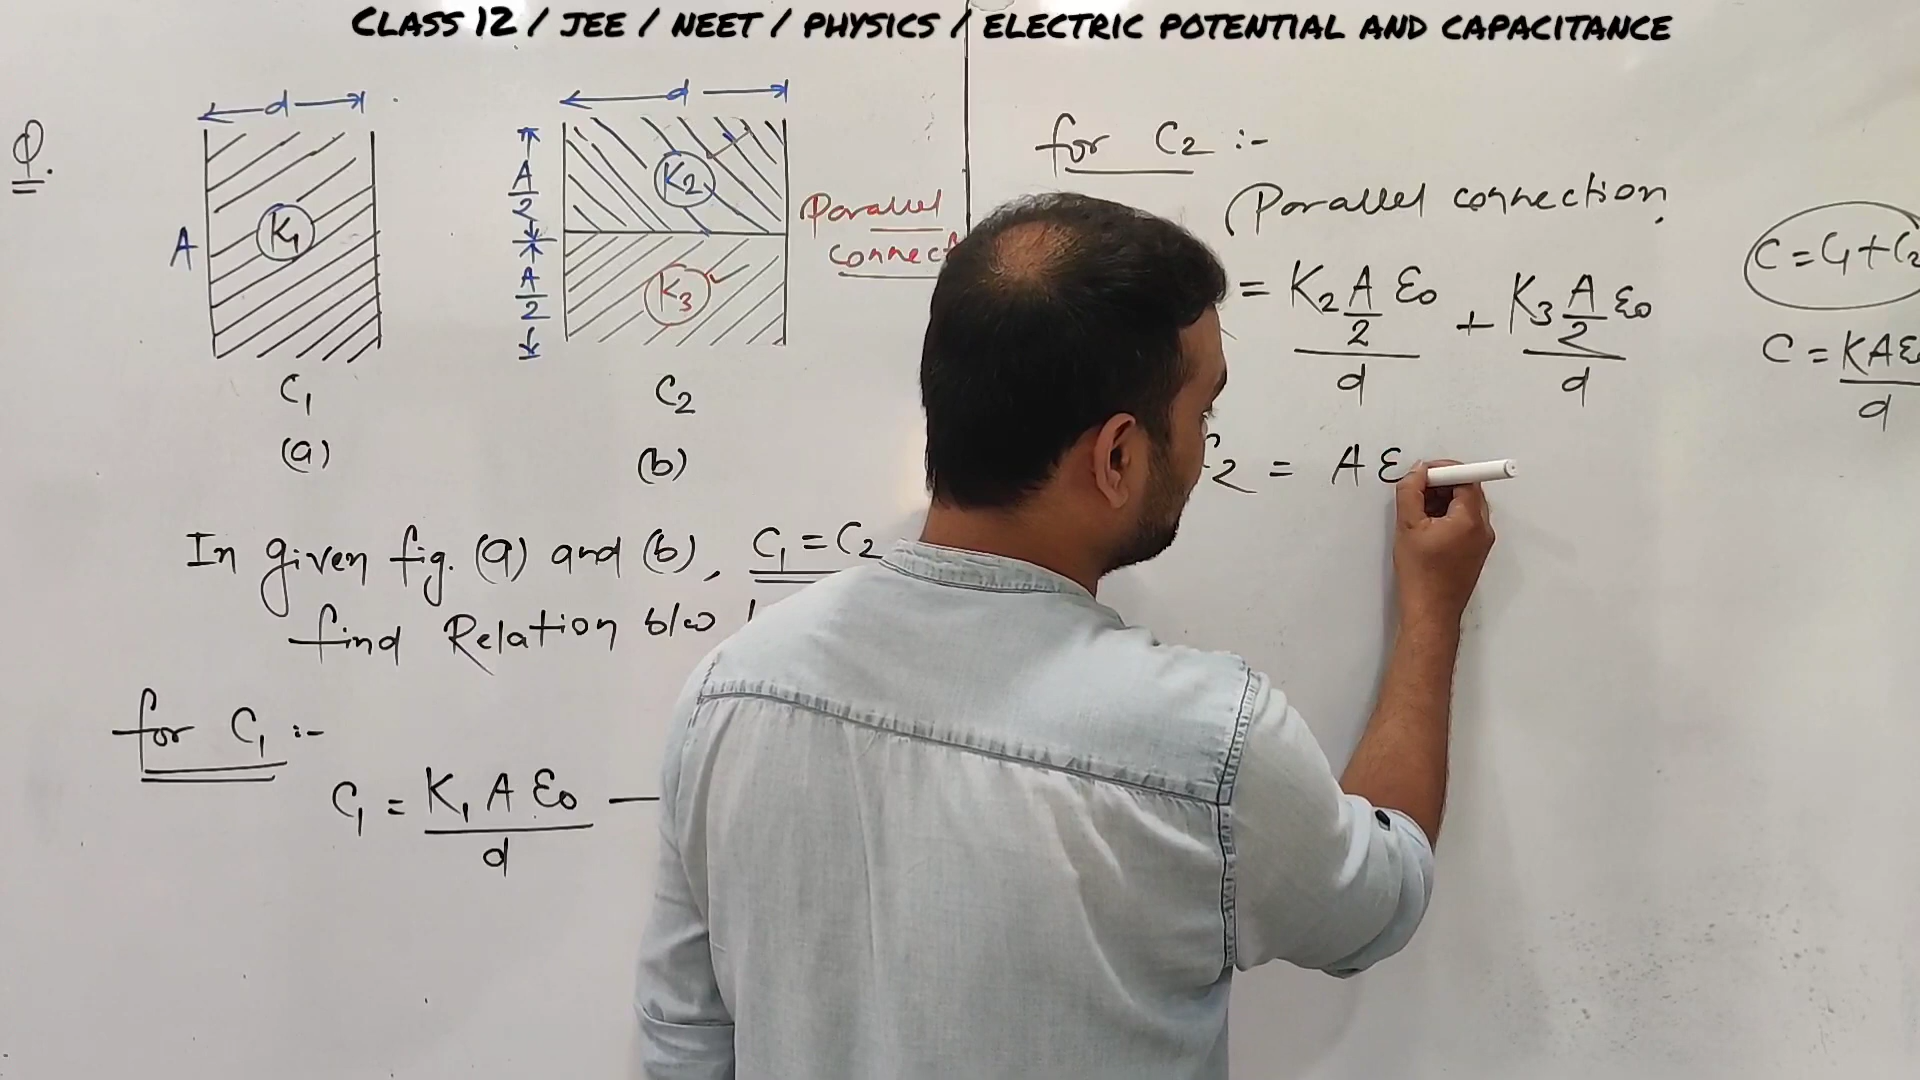 CLASS 12 / JEE / NEET / PHYSICS / ELECTRIC POTENTIAL AND CAPACITANCE
Q.
d
A
K1
C1
(a)
d
A/2
A/2
K2
K3
Parallel
C2
(b)
In given fig. (a) and (b), C1 = C2
find Relation b/w
for C1 :-
C1 = K1 A ε0 / d
for C2 :-
Parallel connection
= K2 A/2 ε0 / d + K3 A/2 ε0 / d
C2 = A ε
C = C1 + C2
C = KAε / d